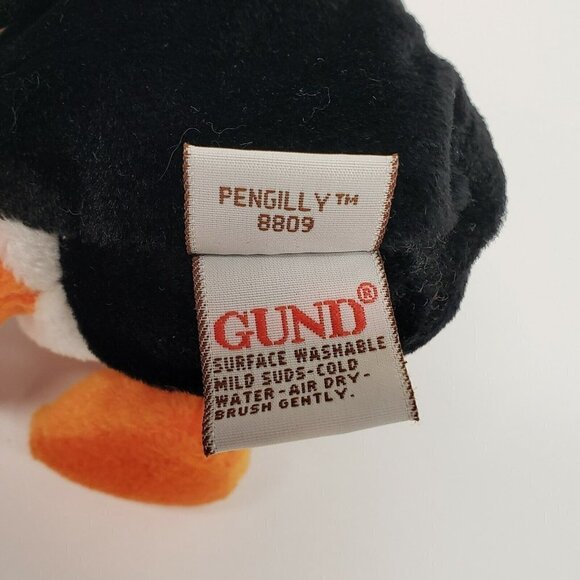 PENGILLY™
8809
GUND®
SURFACE WASHABLE
MILD SUDS-COLD
WATER-AIR DRY-
BRUSH GENTLY.